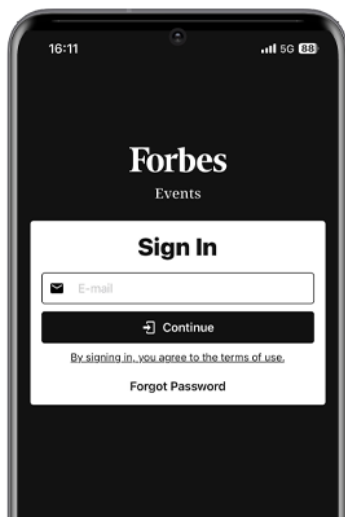 16:11
5G 88
Forbes
Events
Sign In
E-mail
Continue
By signing in, you agree to the terms of use.
Forgot Password